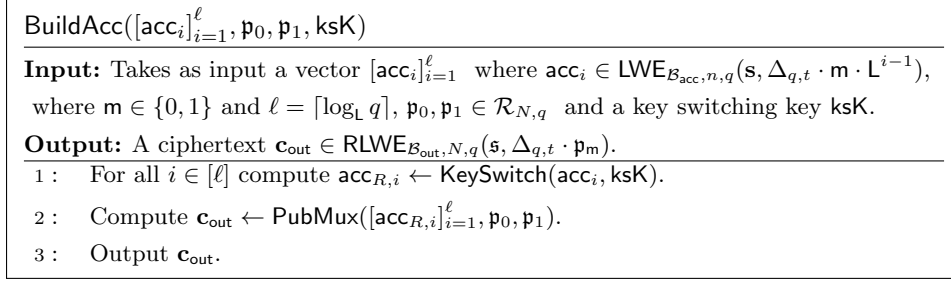 BuildAcc([acc_i]_{i=1}^ℓ, 𝔭_0, 𝔭_1, ksK)
Input: Takes as input a vector [acc_i]_{i=1}^ℓ where acc_i ∈ LWE_{𝓑_acc,n,q}(s, Δ_{q,t} · m · L^{i−1}),
where m ∈ {0, 1} and ℓ = ⌈log_L q⌉, 𝔭_0, 𝔭_1 ∈ 𝓡_{N,q} and a key switching key ksK.
Output: A ciphertext c_out ∈ RLWE_{𝓑_out,N,q}(𝔰, Δ_{q,t} · 𝔭_m).
1 : For all i ∈ [ℓ] compute acc_{R,i} ← KeySwitch(acc_i, ksK).
2 : Compute c_out ← PubMux([acc_{R,i}]_{i=1}^ℓ, 𝔭_0, 𝔭_1).
3 : Output c_out.